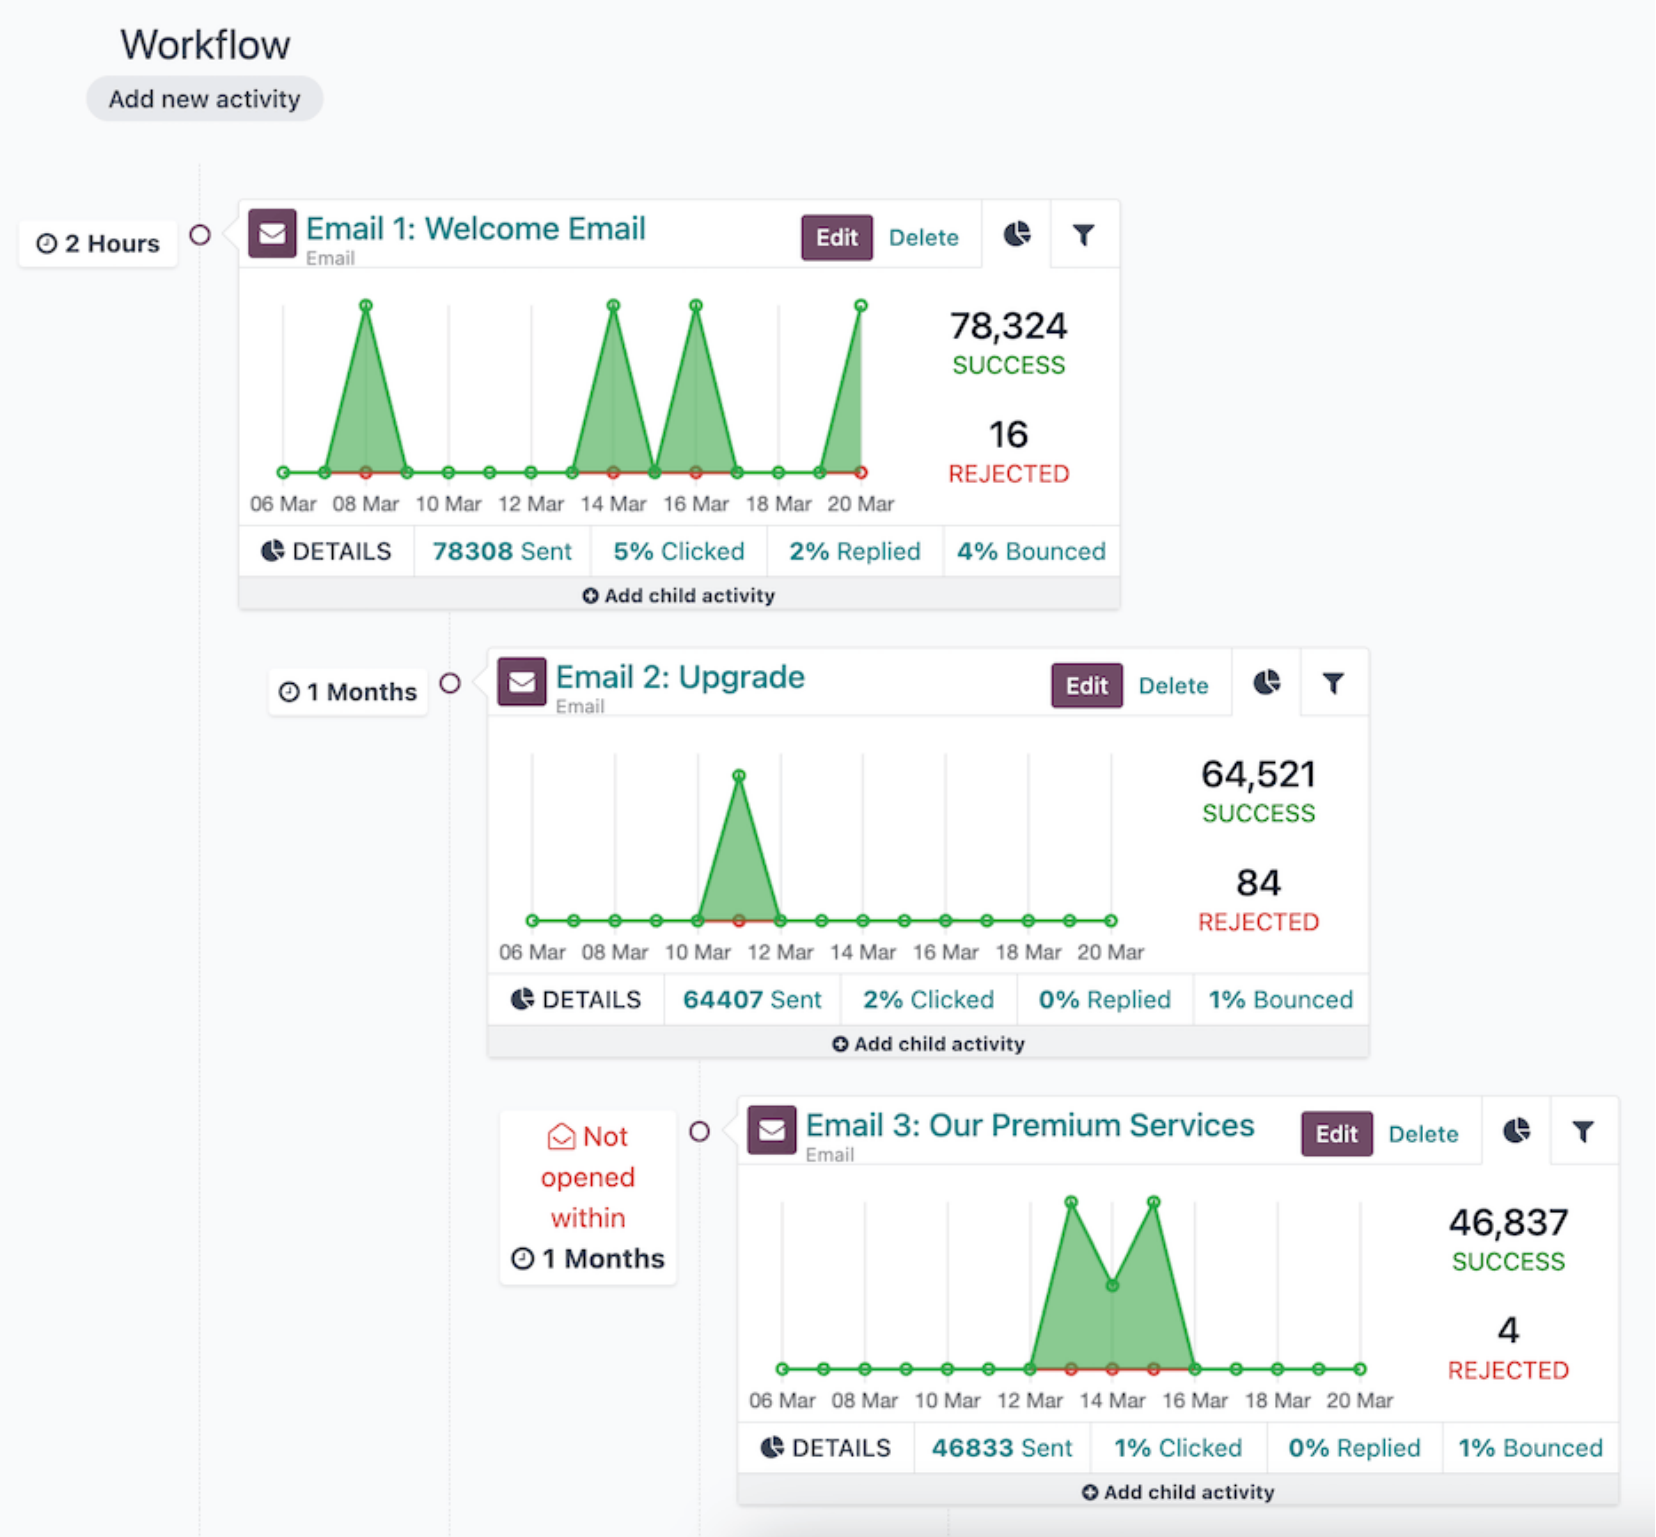 Workflow
Add new activity
2 Hours
Email 1: Welcome Email
Email
Edit Delete
78,324
SUCCESS
16
REJECTED
06 Mar 08 Mar 10 Mar 12 Mar 14 Mar 16 Mar 18 Mar 20 Mar
DETAILS 78308 Sent 5% Clicked 2% Replied 4% Bounced
Add child activity
1 Months
Email 2: Upgrade
Email
Edit Delete
64,521
SUCCESS
84
REJECTED
06 Mar 08 Mar 10 Mar 12 Mar 14 Mar 16 Mar 18 Mar 20 Mar
DETAILS 64407 Sent 2% Clicked 0% Replied 1% Bounced
Add child activity
Not
opened
within
1 Months
Email 3: Our Premium Services
Email
Edit Delete
46,837
SUCCESS
4
REJECTED
06 Mar 08 Mar 10 Mar 12 Mar 14 Mar 16 Mar 18 Mar 20 Mar
DETAILS 46833 Sent 1% Clicked 0% Replied 1% Bounced
Add child activity